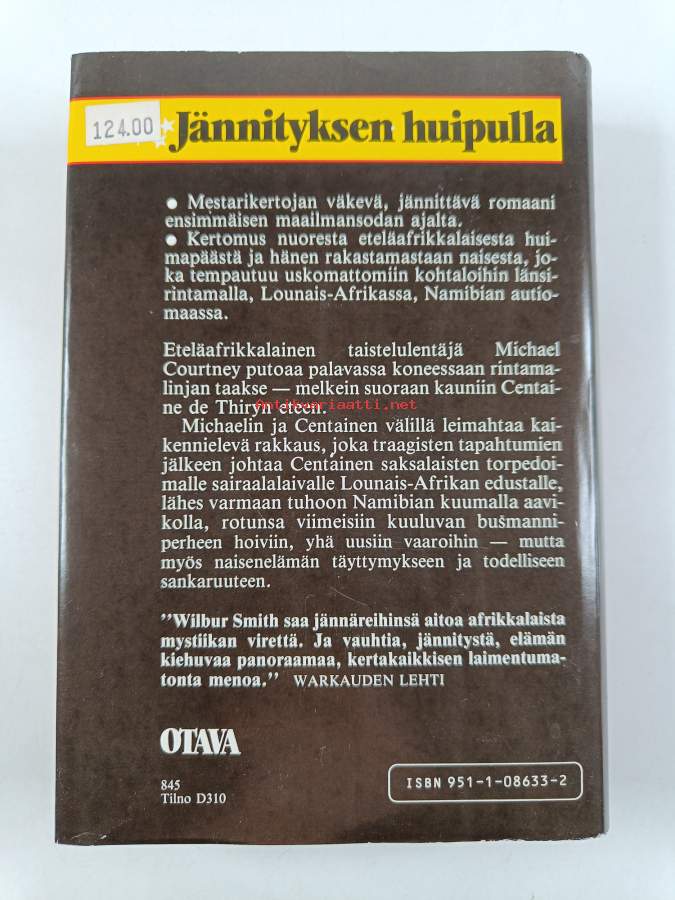 124.00 Jännityksen huipulla
• Mestarikertojan väkevä, jännittävä romaani
ensimmäisen maailmansodan ajalta.
• Kertomus nuoresta eteläafrikkalaisesta hui-
mapäästä ja hänen rakastamastaan naisesta, jo-
ka tempautuu uskomattomiin kohtaloihin länsi-
rintamalla, Lounais-Afrikassa, Namibian autio-
maassa.
Eteläafrikkalainen taistelulentäjä Michael
Courtney putoaa palavassa koneessaan rintama-
linjan taakse — melkein suoraan kauniin Centai-
ne de Thiryn eteen.
antikvariaatti.net
Michaelin ja Centainen välillä leimahtaa kai-
kennielevä rakkaus, joka traagisten tapahtumien
jälkeen johtaa Centainen saksalaisten torpedoi-
malle sairaalalaivalle Lounais-Afrikan edustalle,
lähes varmaan tuhoon Namibian kuumalla aavi-
kolla, rotunsa viimeisiin kuuluvan bušmanni-
perheen hoiviin, yhä uusiin vaaroihin — mutta
myös naisenelämän täyttymykseen ja todelliseen
sankaruuteen.
"Wilbur Smith saa jännäreihinsä aitoa afrikkalaista
mystiikan virettä. Ja vauhtia, jännitystä, elämän
kiehuvaa panoraamaa, kertakaikkisen laimentuma-
tonta menoa." WARKAUDEN LEHTI
OTAVA
845
Tilno D310
ISBN 951-1-08633-2